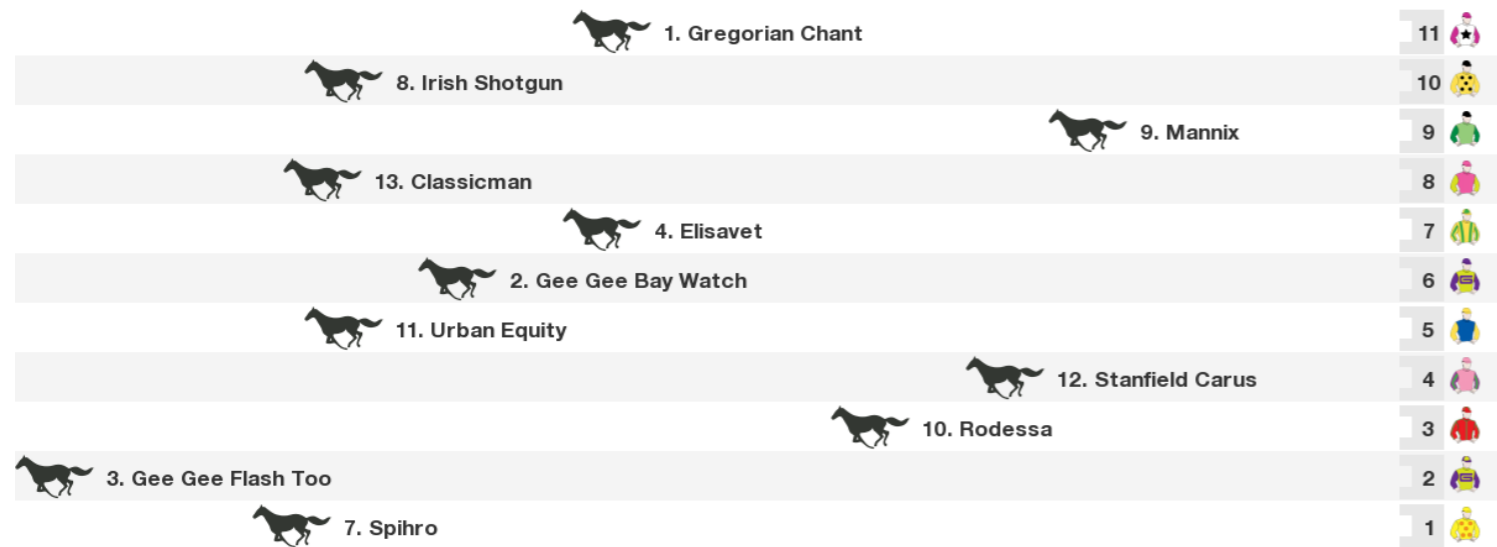 1. Gregorian Chant 11
8. Irish Shotgun 10
9. Mannix 9
13. Classicman 8
4. Elisavet 7
2. Gee Gee Bay Watch 6
11. Urban Equity 5
12. Stanfield Carus 4
10. Rodessa 3
3. Gee Gee Flash Too 2
7. Spihro 1